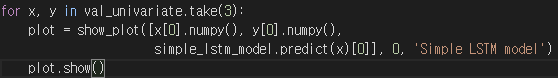 for x, y in val_univariate.take(3):
    plot = show_plot([x[0].numpy(), y[0].numpy(),
                      simple_lstm_model.predict(x)[0]], 0, 'Simple LSTM model')
    plot.show()